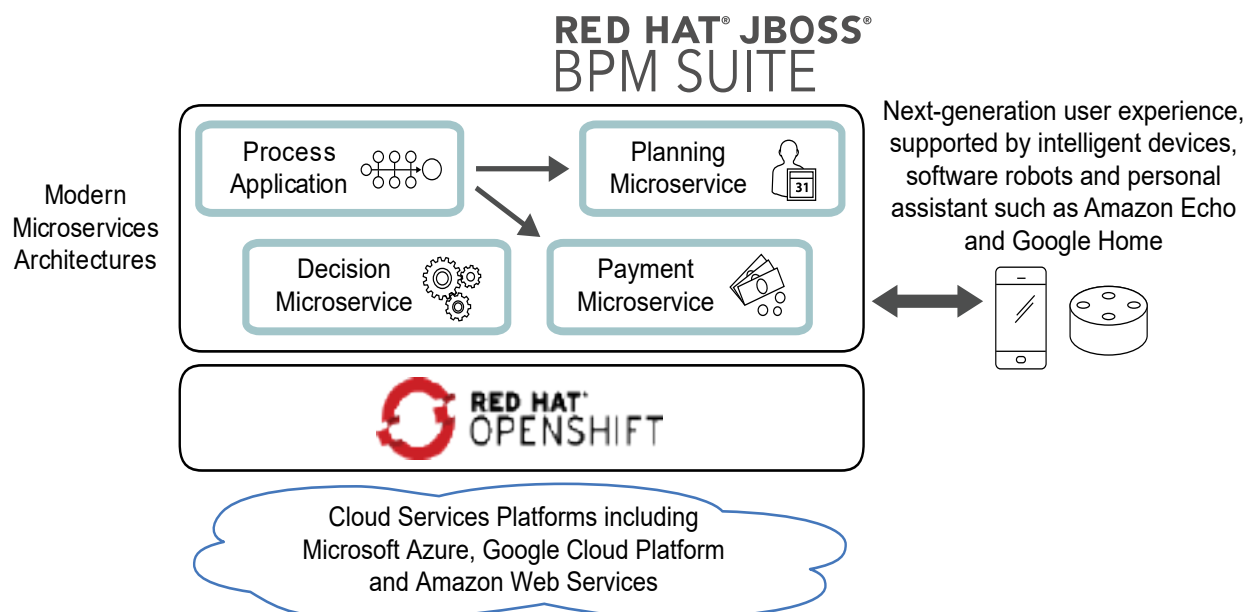 RED HAT® JBOSS®
BPM SUITE
Modern
Microservices
Architectures
Process
Application
Planning
Microservice
31
Decision
Microservice
Payment
Microservice
Next-generation user experience,
supported by intelligent devices,
software robots and personal
assistant such as Amazon Echo
and Google Home
RED HAT®
OPENSHIFT
Cloud Services Platforms including
Microsoft Azure, Google Cloud Platform
and Amazon Web Services